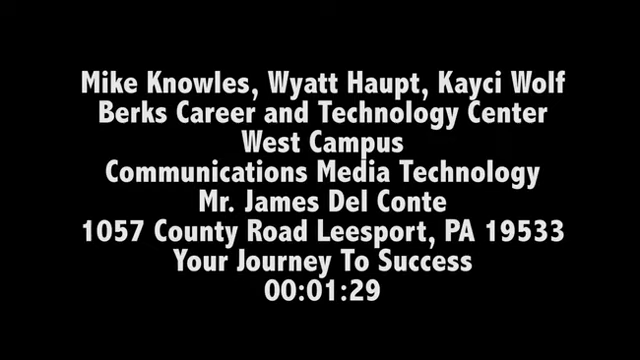 Mike Knowles, Wyatt Haupt, Kayci Wolf
Berks Career and Technology Center
West Campus
Communications Media Technology
Mr. James Del Conte
1057 County Road Leesport, PA 19533
Your Journey To Success
00:01:29